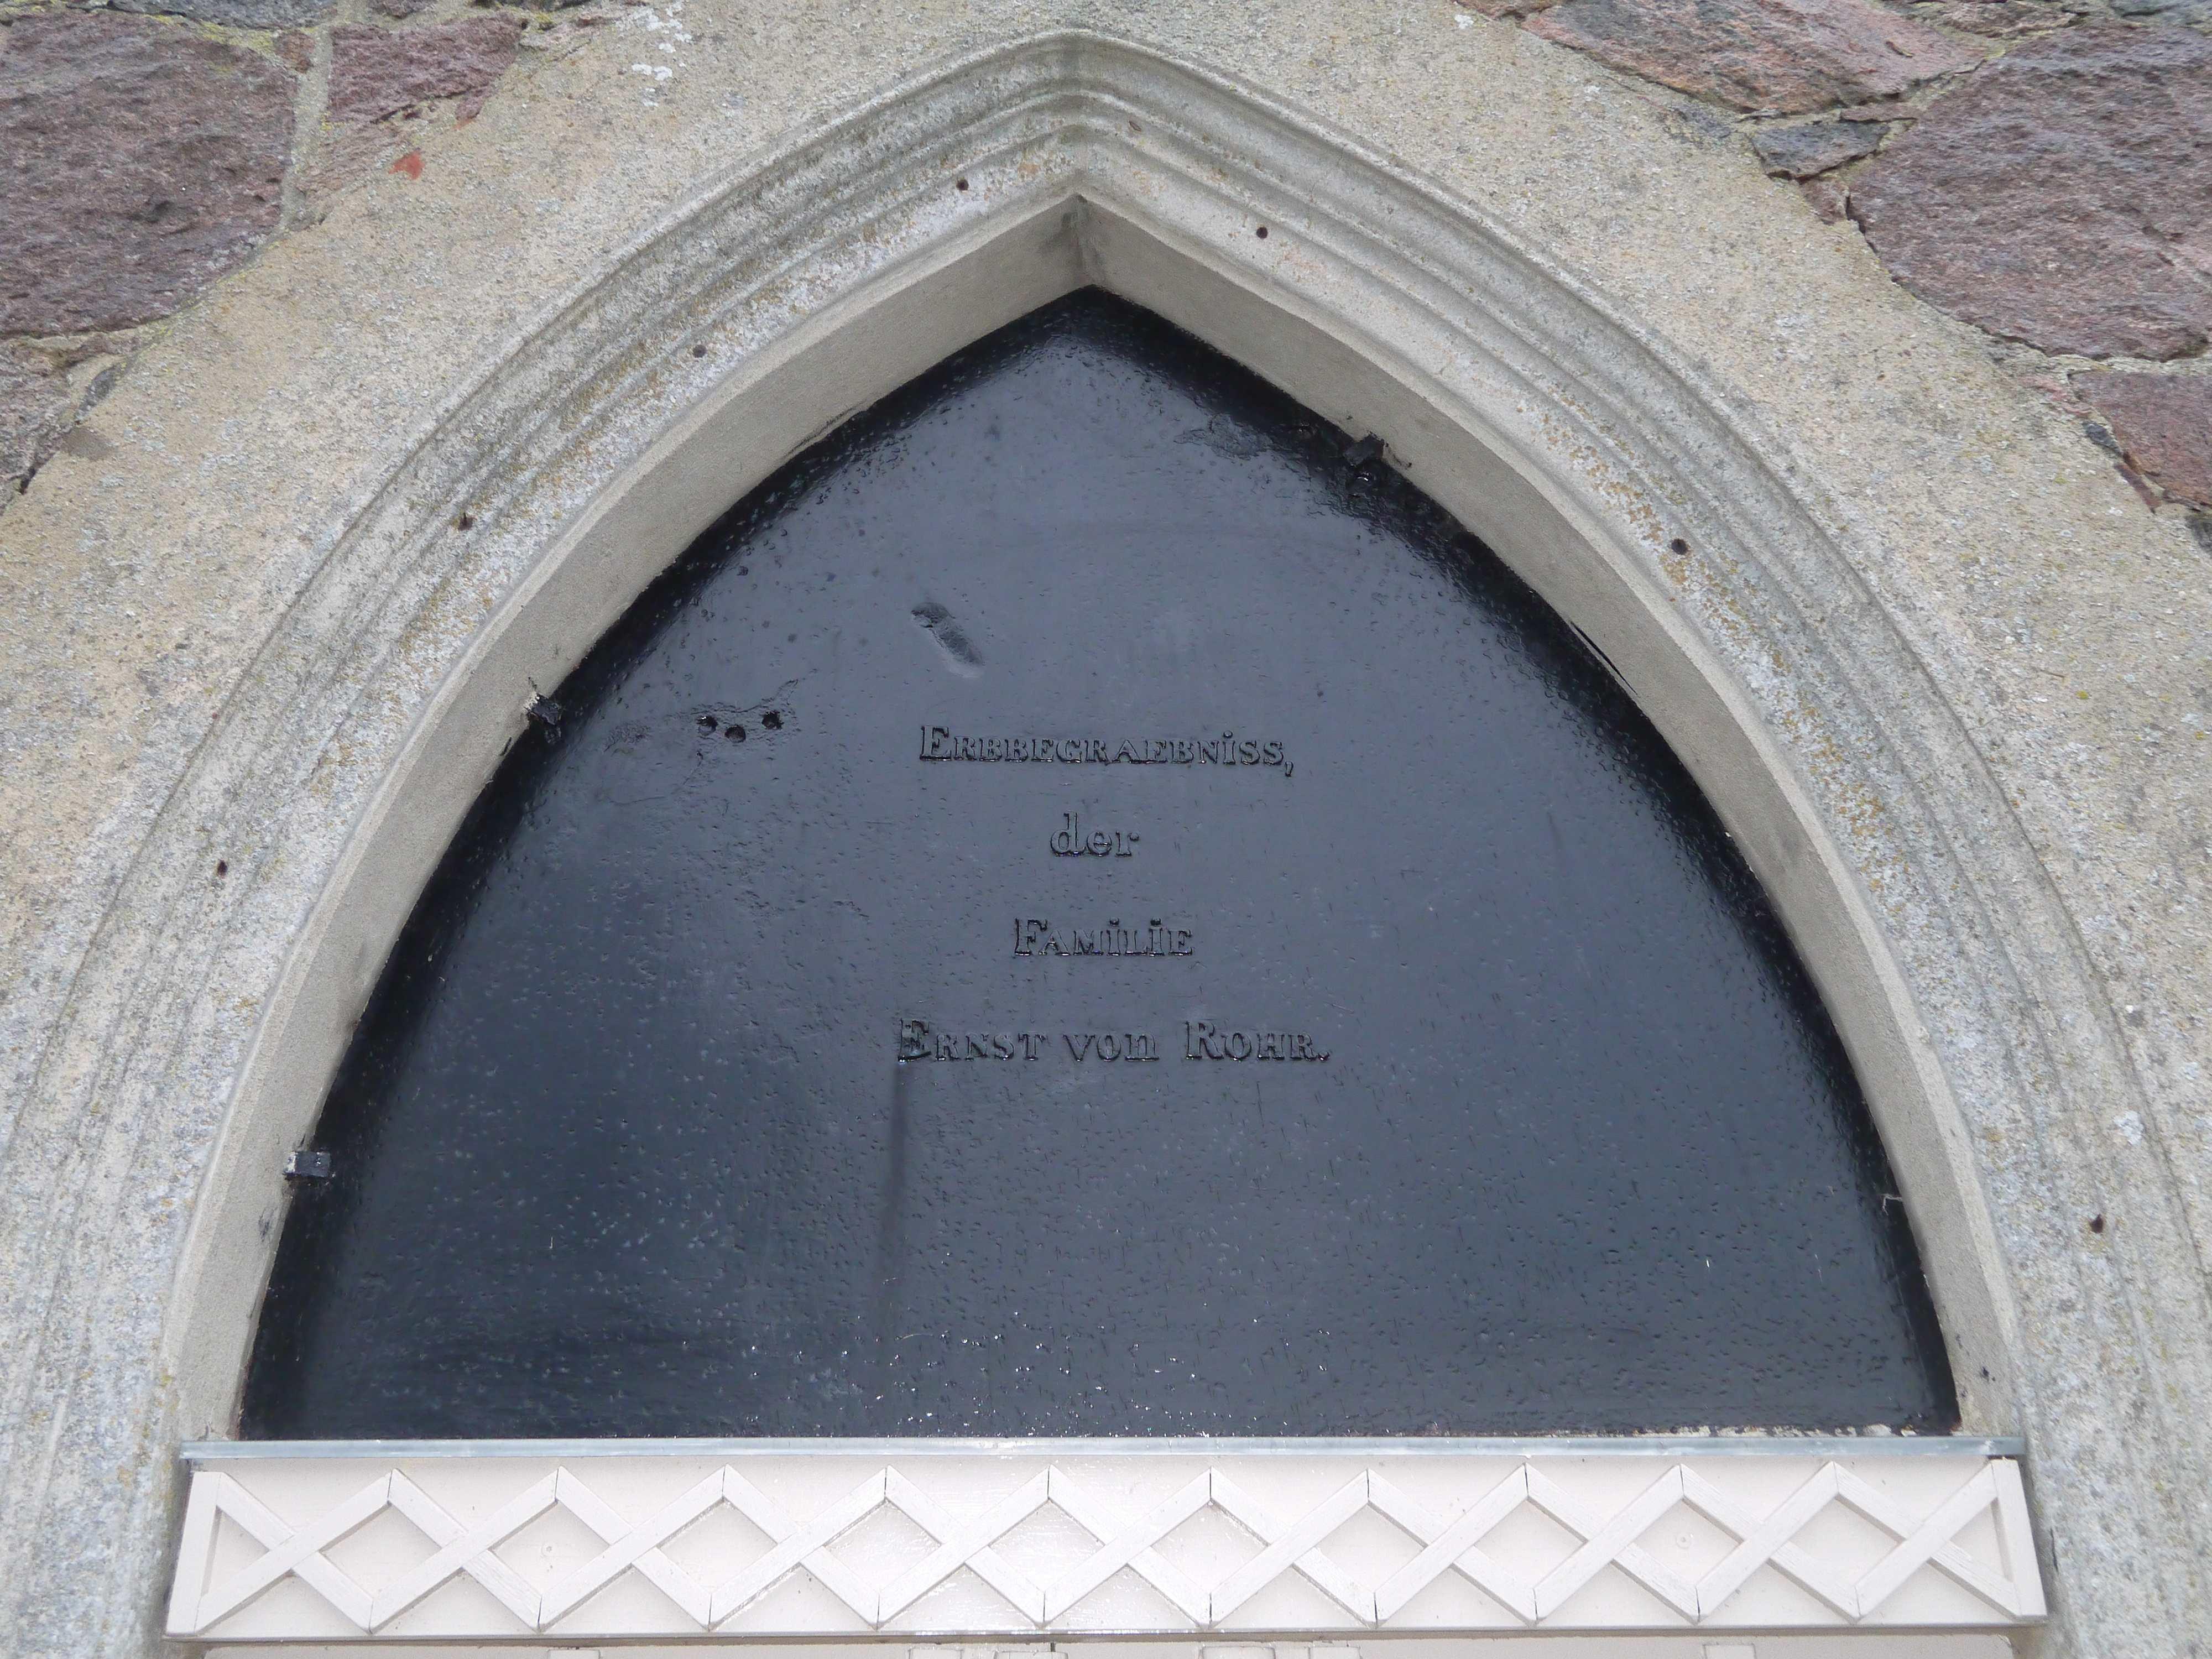 Erbbegraebniss,
der
Familie
Ernst von Rohr.